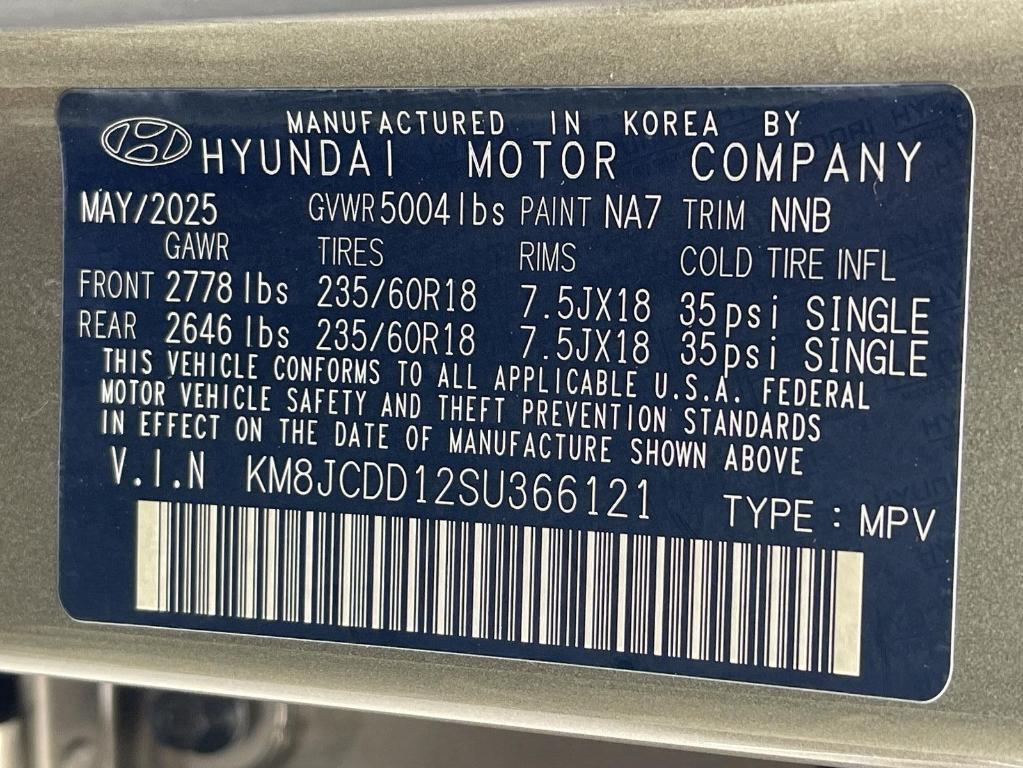 MANUFACTURED IN KOREA BY
HYUNDAI MOTOR COMPANY
MAY/2025 GVWR 5004 lbs PAINT NA7 TRIM NNB
GAWR TIRES RIMS COLD TIRE INFL
FRONT 2778 lbs 235/60R18 7.5JX18 35psi SINGLE
REAR 2646 lbs 235/60R18 7.5JX18 35psi SINGLE
THIS VEHICLE CONFORMS TO ALL APPLICABLE U.S.A. FEDERAL
MOTOR VEHICLE SAFETY AND THEFT PREVENTION STANDARDS
IN EFFECT ON THE DATE OF MANUFACTURE SHOWN ABOVE
V.I.N KM8JCDD12SU366121 TYPE : MPV